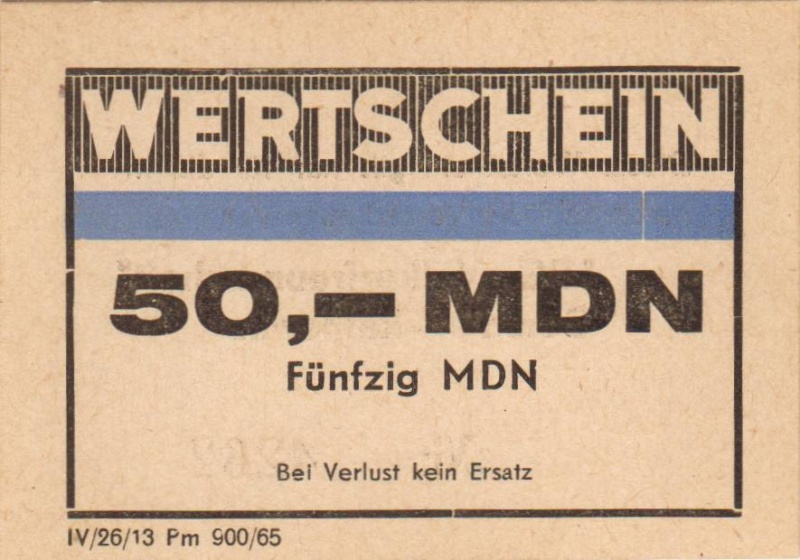 WERTSCHEIN
50,— MDN
Fünfzig MDN
Bei Verlust kein Ersatz
IV/26/13 Pm 900/65